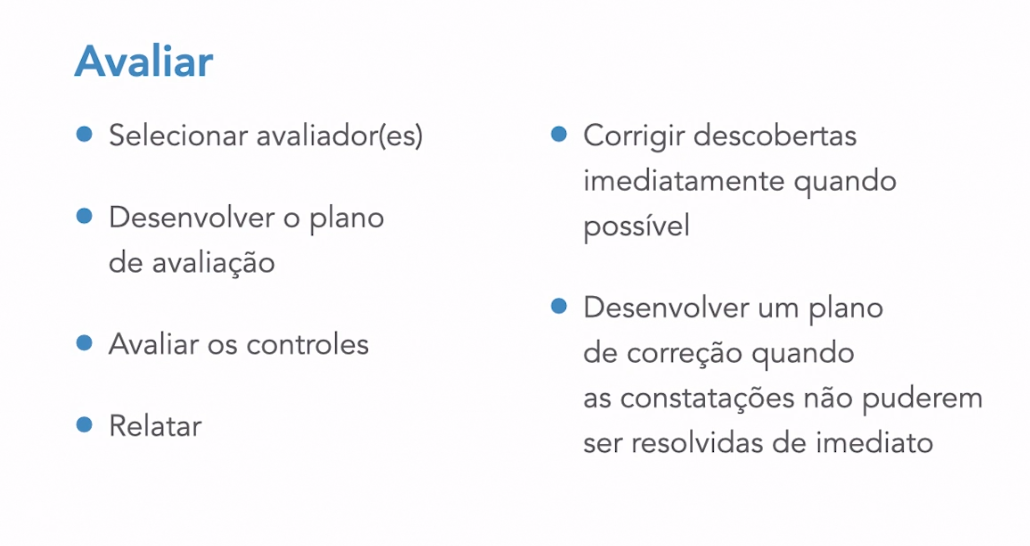 Avaliar
● Selecionar avaliador(es)
● Desenvolver o plano
de avaliação
● Avaliar os controles
● Relatar
● Corrigir descobertas
imediatamente quando
possível
● Desenvolver um plano
de correção quando
as constatações não puderem
ser resolvidas de imediato